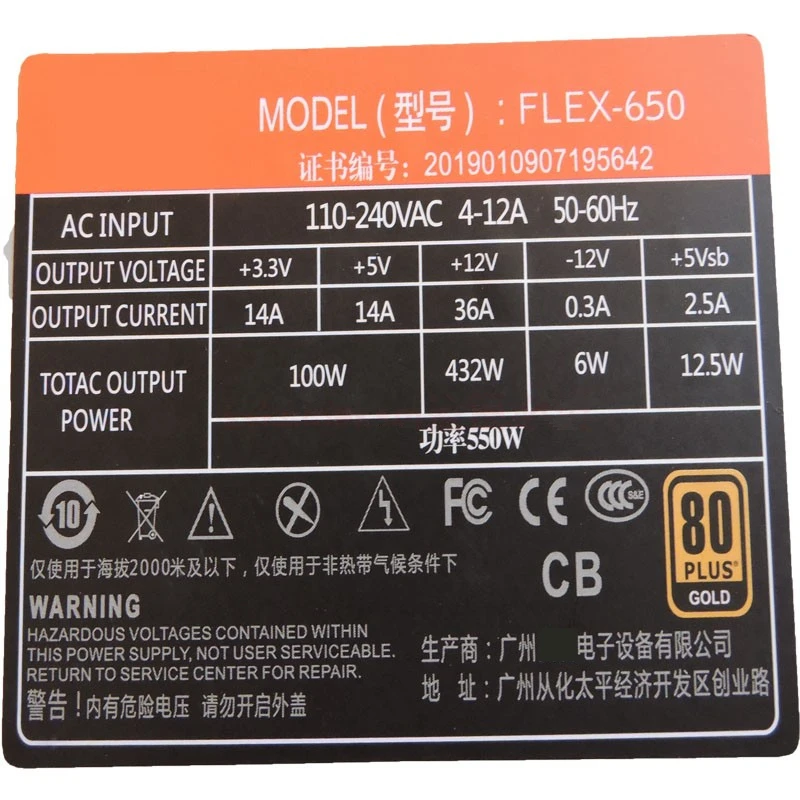 MODEL (型号) : FLEX-650
证书编号: 2019010907195642
AC INPUT 110-240VAC 4-12A 50-60Hz
OUTPUT VOLTAGE +3.3V +5V +12V -12V +5Vsb
OUTPUT CURRENT 14A 14A 36A 0.3A 2.5A
TOTAC OUTPUT POWER 100W 432W 6W 12.5W
功率550W
10 FC CE CCC S&E
80 PLUS GOLD
仅使用于海拔2000米及以下，仅使用于非热带气候条件下
CB
WARNING
HAZARDOUS VOLTAGES CONTAINED WITHIN
THIS POWER SUPPLY, NOT USER SERVICEABLE.
RETURN TO SERVICE CENTER FOR REPAIR.
警告!内有危险电压 请勿开启外盖
生产商: 广州 电子设备有限公司
地 址: 广州从化太平经济开发区创业路